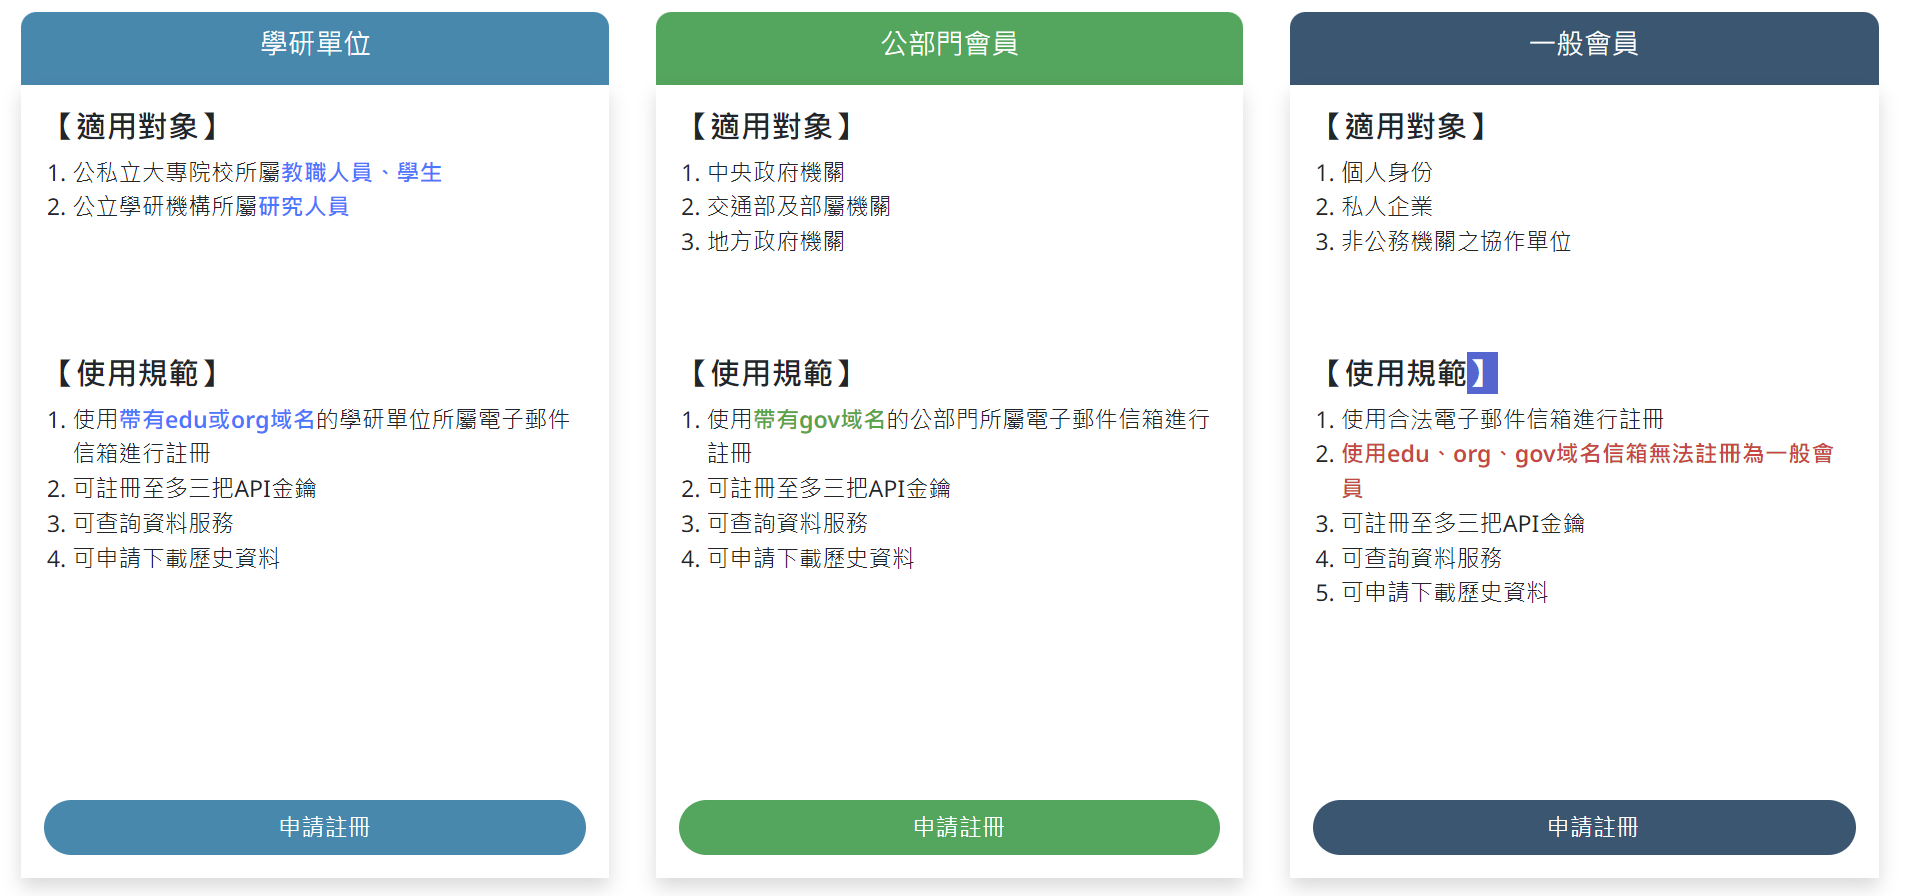 學研單位
【適用對象】
1. 公私立大專院校所屬教職人員、學生
2. 公立學研機構所屬研究人員
【使用規範】
1. 使用帶有edu或org域名的學研單位所屬電子郵件
信箱進行註冊
2. 可註冊至多三把API金鑰
3. 可查詢資料服務
4. 可申請下載歷史資料
申請註冊
公部門會員
【適用對象】
1. 中央政府機關
2. 交通部及部屬機關
3. 地方政府機關
【使用規範】
1. 使用帶有gov域名的公部門所屬電子郵件信箱進行
註冊
2. 可註冊至多三把API金鑰
3. 可查詢資料服務
4. 可申請下載歷史資料
申請註冊
一般會員
【適用對象】
1. 個人身份
2. 私人企業
3. 非公務機關之協作單位
【使用規範】
1. 使用合法電子郵件信箱進行註冊
2. 使用edu、org、gov域名信箱無法註冊為一般會
員
3. 可註冊至多三把API金鑰
4. 可查詢資料服務
5. 可申請下載歷史資料
申請註冊